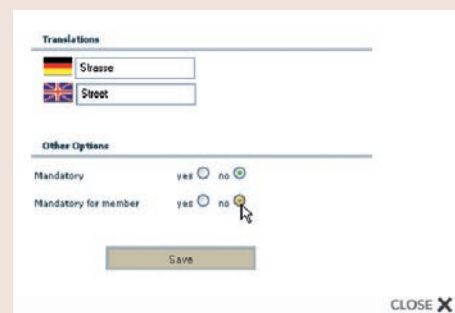 Translations
Strasse
Street
Other Options
Mandatory yes no
Mandatory for member yes no
Save
CLOSE X